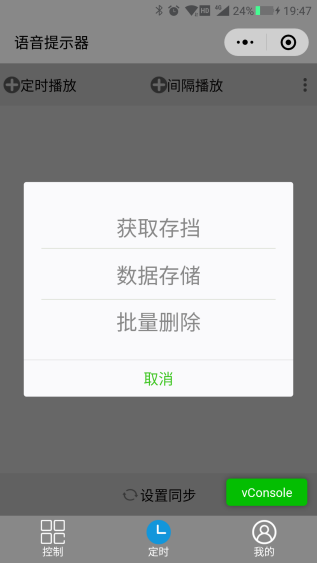 24% 19:47
语音提示器
定时播放 间隔播放
获取存挡
数据存储
批量删除
取消
设置同步 vConsole
控制 定时 我的